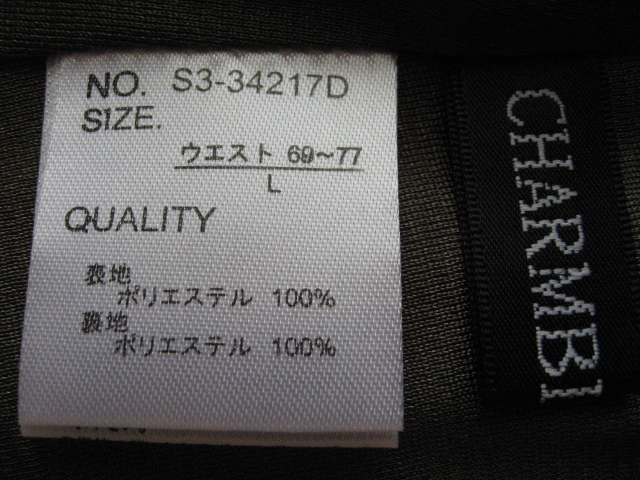 NO. S3-34217D
SIZE.
ウエスト 69~77
L
QUALITY
表地
ポリエステル 100%
裏地
ポリエステル 100%
CHARMBI